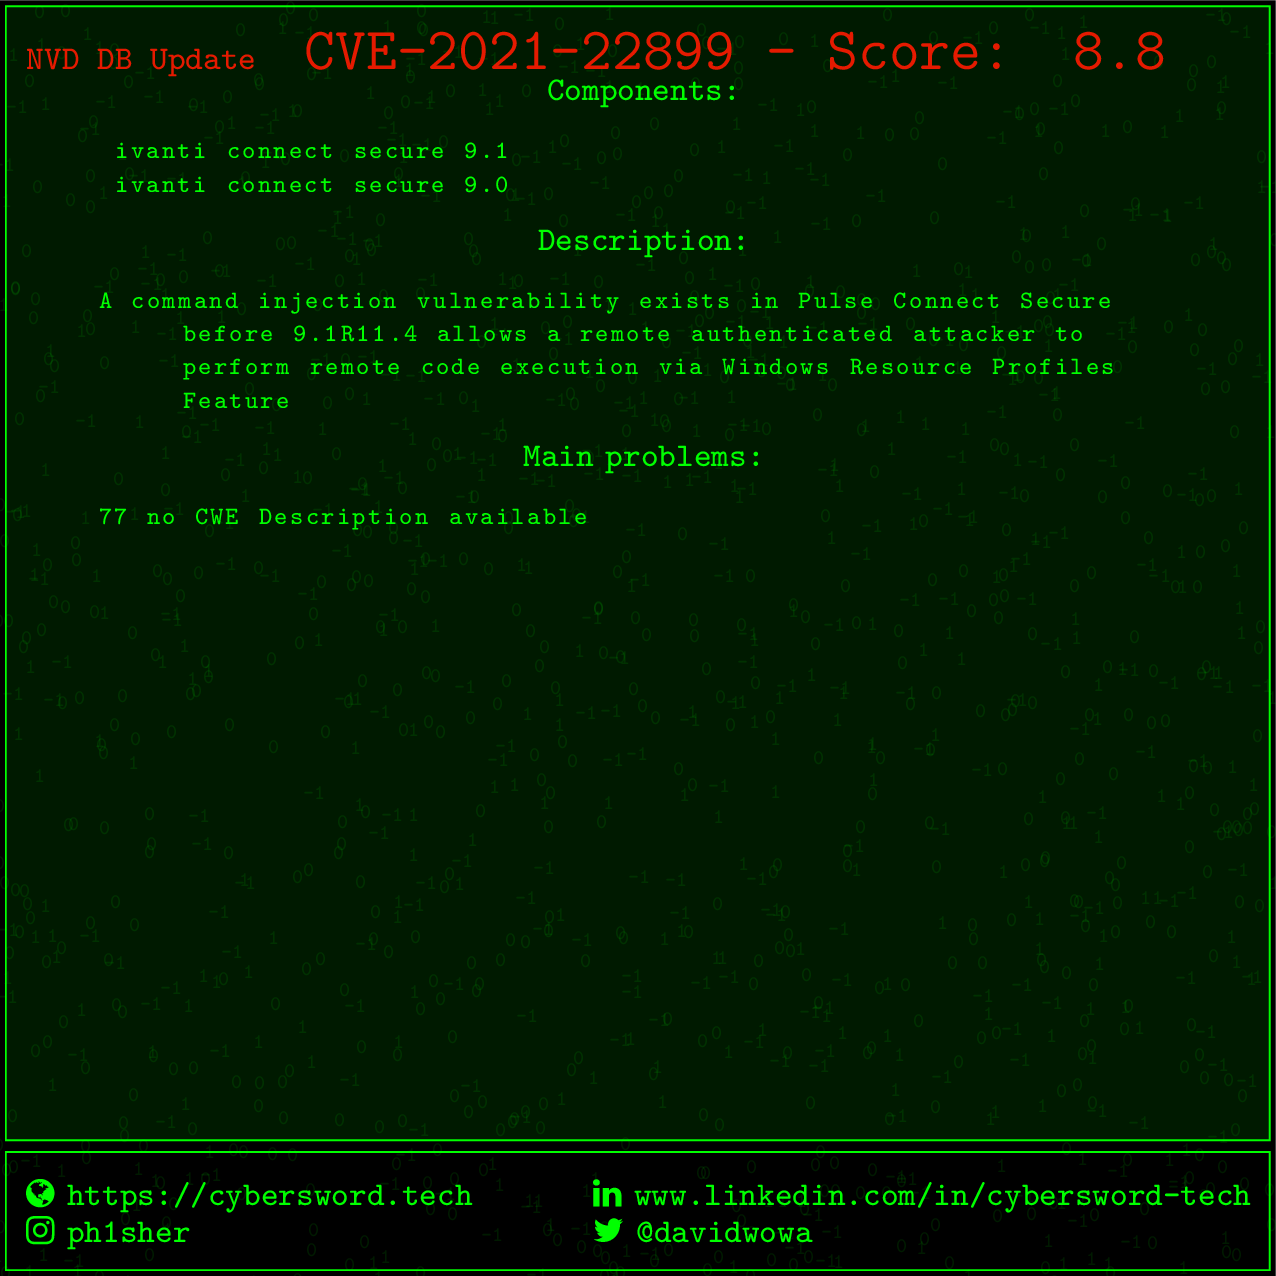 NVD DB Update CVE-2021-22899 - Score: 8.8
Components:
ivanti connect secure 9.1
ivanti connect secure 9.0
Description:
A command injection vulnerability exists in Pulse Connect Secure
before 9.1R11.4 allows a remote authenticated attacker to
perform remote code execution via Windows Resource Profiles
Feature
Main problems:
77 no CWE Description available
https://cybersword.tech
www.linkedin.com/in/cybersword-tech
ph1sher
@davidwowa